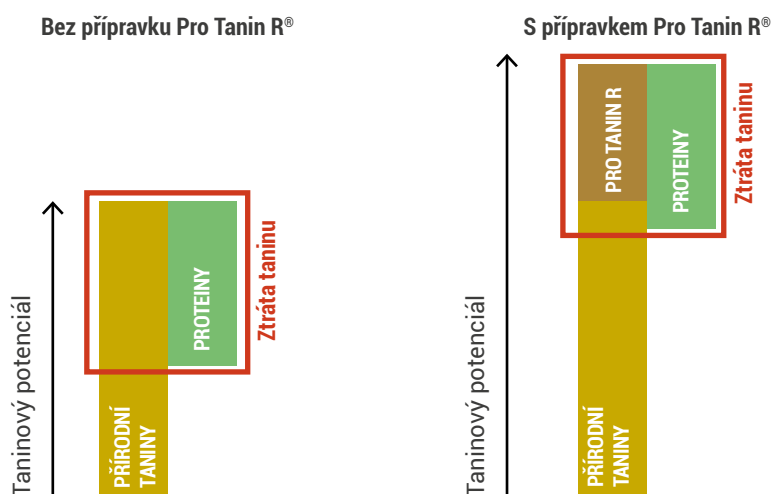 Bez přípravku Pro Tanin R®
S přípravkem Pro Tanin R®
Taninový potenciál
PŘÍRODNÍ
TANINY
PROTEINY
Ztráta taninu
Taninový potenciál
PRO TANIN R
PŘÍRODNÍ
TANINY
PROTEINY
Ztráta taninu